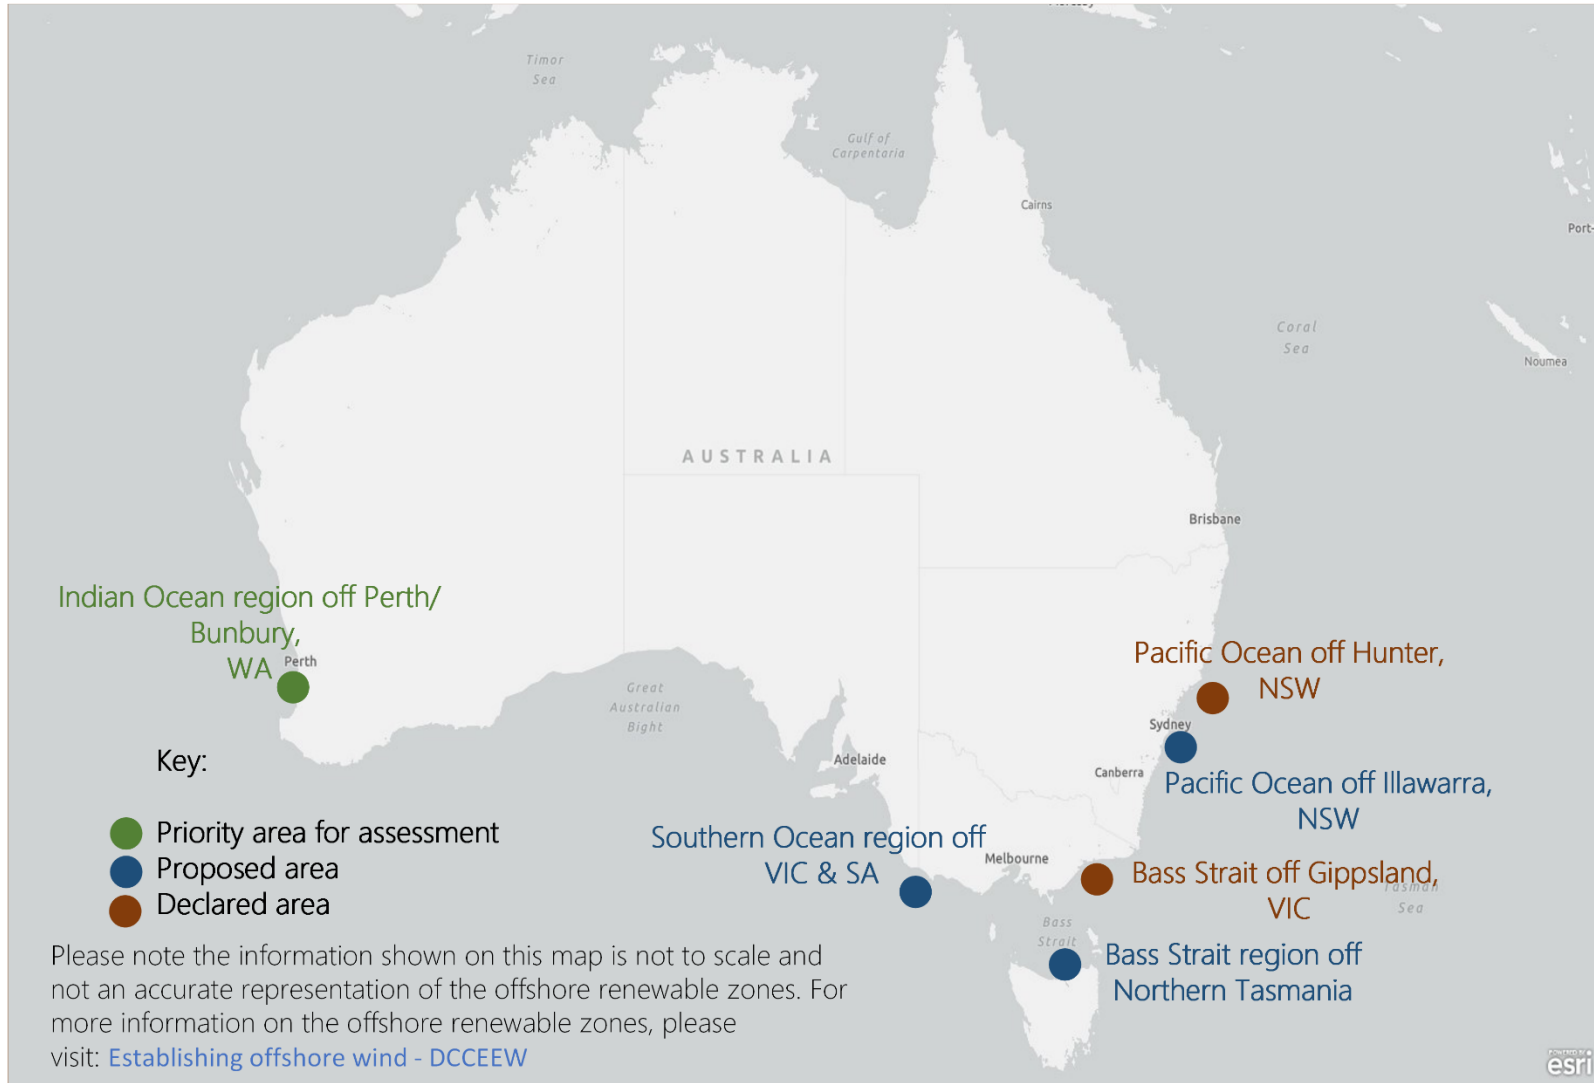 Timor
Sea
Gulf of
Carpentaria
Cairns
Port-
Coral
Sea
Noumea
AUSTRALIA
Brisbane
Indian Ocean region off Perth/
Bunbury,
WA
Perth
Great
Australian
Bight
Pacific Ocean off Hunter,
NSW
Sydney
Adelaide
Canberra
Pacific Ocean off Illawarra,
NSW
Key:
Priority area for assessment
Proposed area
Declared area
Southern Ocean region off
VIC & SA
Melbourne
Bass Strait off Gippsland,
VIC
Tasman
Sea
Bass
Strait
Bass Strait region off
Northern Tasmania
Please note the information shown on this map is not to scale and
not an accurate representation of the offshore renewable zones. For
more information on the offshore renewable zones, please
visit: Establishing offshore wind - DCCEEW
POWERED BY
esri